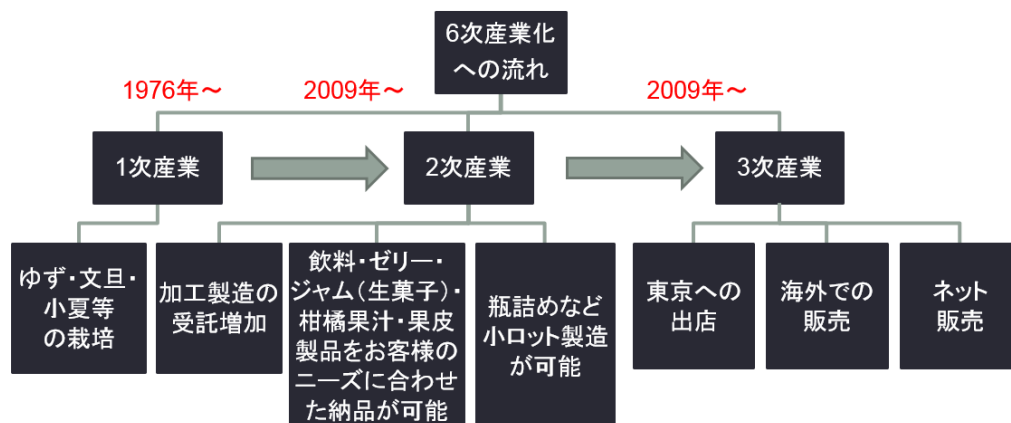 6次産業化
への流れ
1976年～
2009年～
2009年～
1次産業
2次産業
3次産業
ゆず・文旦・
小夏等
の栽培
加工製造の
受託増加
飲料・ゼリー・
ジャム（生菓子）・
柑橘果汁・果皮
製品をお客様の
ニーズに合わせ
た納品が可能
瓶詰めなど
小ロット製造
が可能
東京への
出店
海外での
販売
ネット
販売